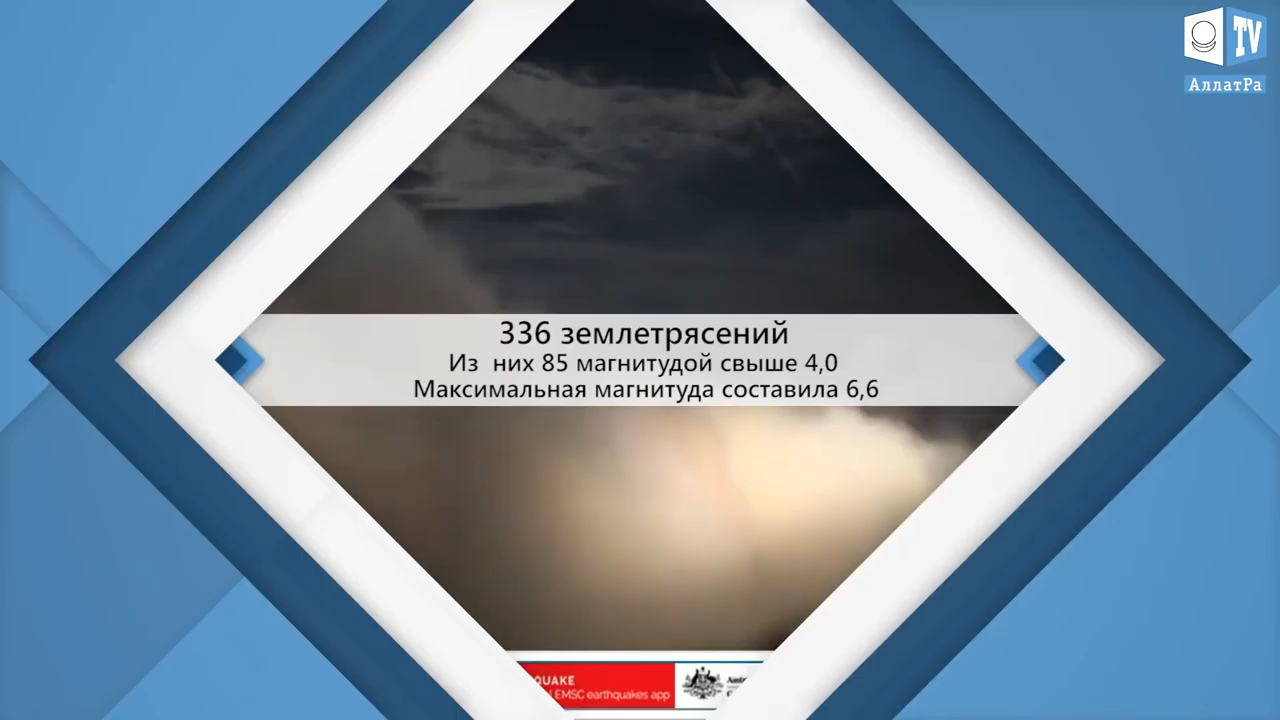 TV
АллатРа
336 землетрясений
Из них 85 магнитудой свыше 4,0
Максимальная магнитуда составила 6,6
QUAKE
EMSC earthquakes app